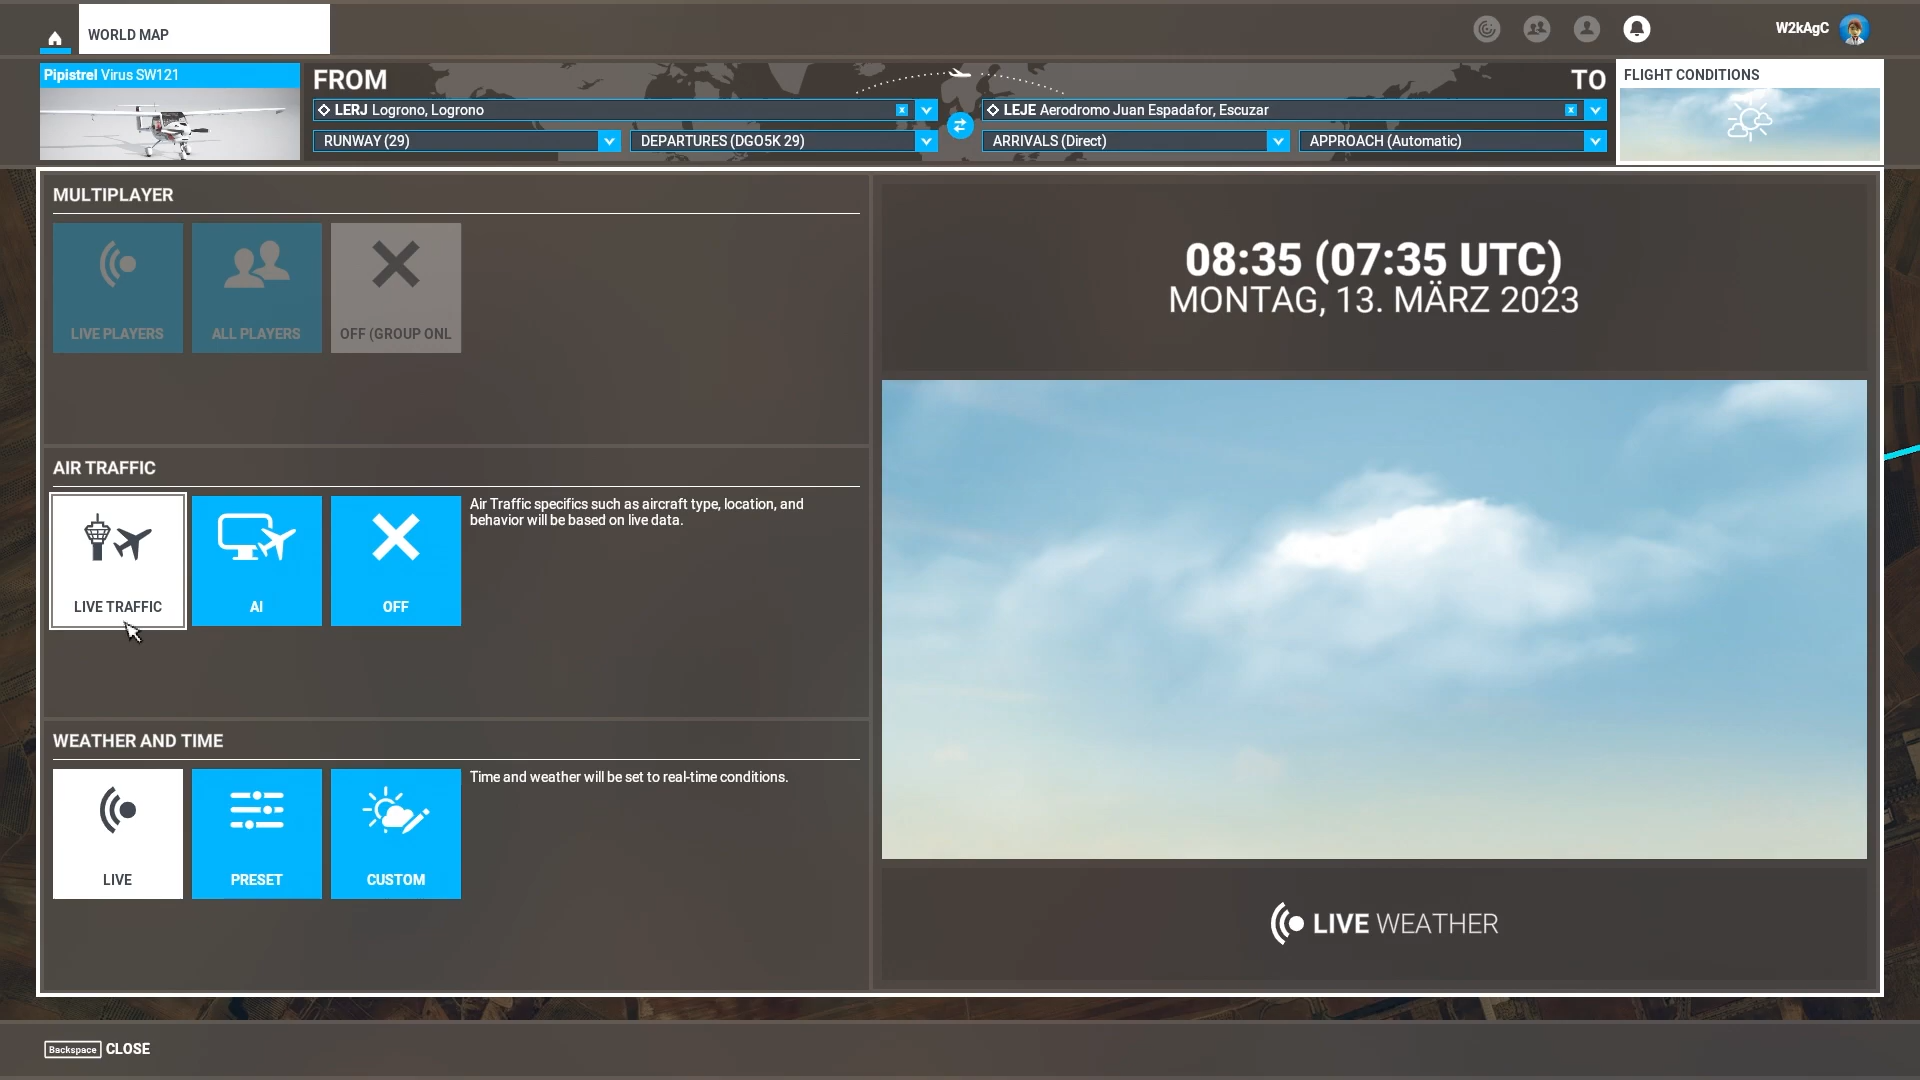 WORLD MAP
W2kAgC
Pipistrel Virus SW121
FROM
TO
FLIGHT CONDITIONS
LERJ Logrono, Logrono
LEJE Aerodromo Juan Espadafor, Escuzar
RUNWAY (29)
DEPARTURES (DGO5K 29)
ARRIVALS (Direct)
APPROACH (Automatic)
MULTIPLAYER
LIVE PLAYERS
ALL PLAYERS
OFF (GROUP ONL
08:35 (07:35 UTC)
MONTAG, 13. MÄRZ 2023
AIR TRAFFIC
Air Traffic specifics such as aircraft type, location, and
behavior will be based on live data.
LIVE TRAFFIC
AI
OFF
WEATHER AND TIME
Time and weather will be set to real-time conditions.
LIVE
PRESET
CUSTOM
LIVE WEATHER
Backspace CLOSE